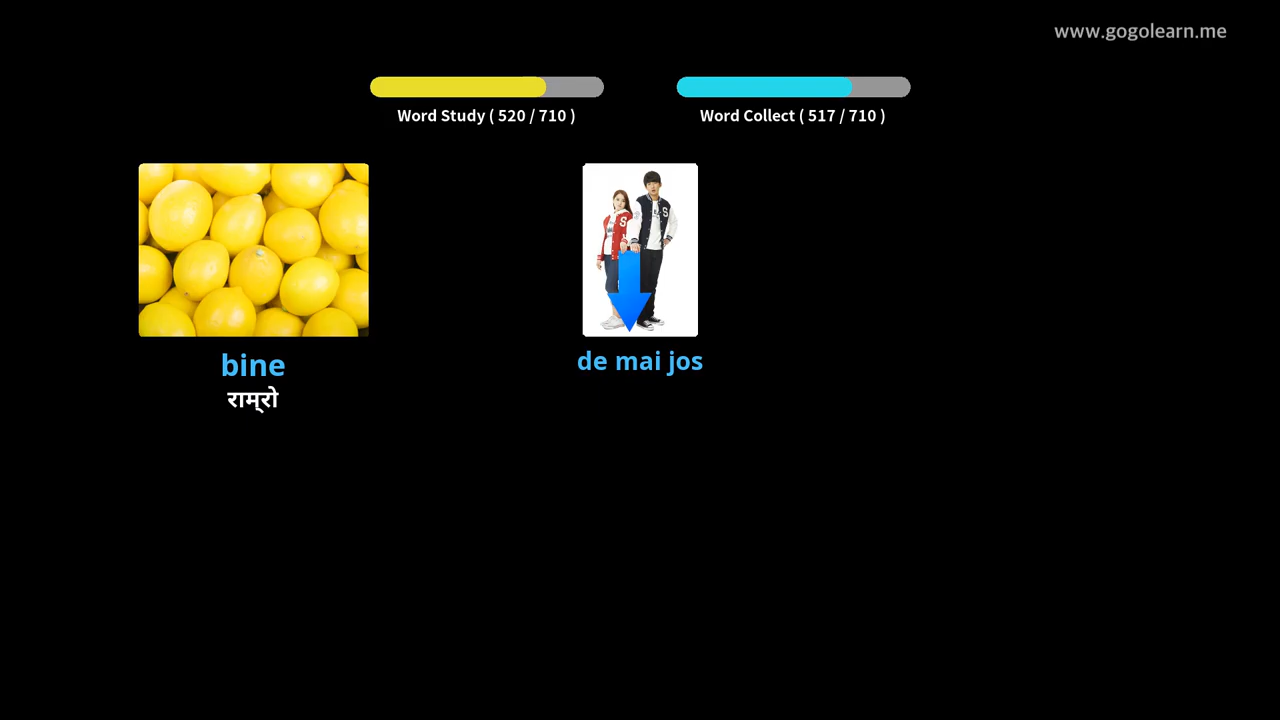 www.gogolearn.me
Word Study ( 520 / 710 )
Word Collect ( 517 / 710 )
bine
राम्रो
de mai jos